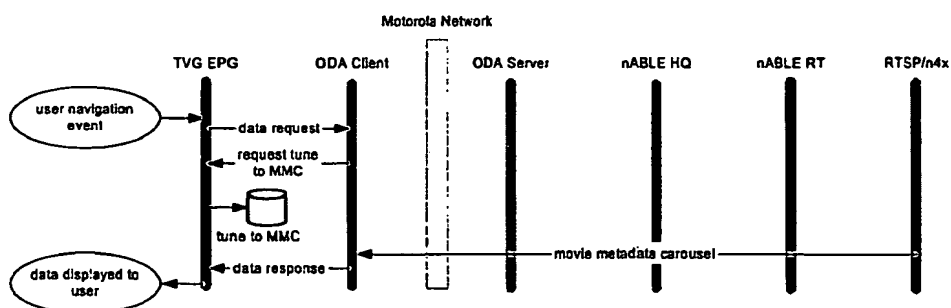 Motorola Network
TVG EPG
ODA Client
ODA Server
nABLE HQ
nABLE RT
RTSP/n4x
user navigation
event
data request
request tune
to MMC
tune to MMC
movie metadata carousel
data response
data displayed to
user